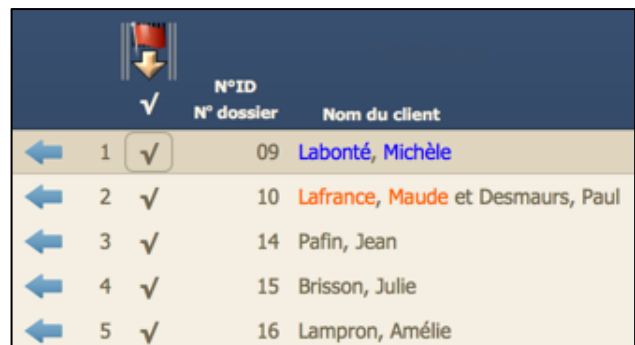 N°ID
√ N° dossier Nom du client
1 √ 09 Labonté, Michèle
2 √ 10 Lafrance, Maude et Desmaurs, Paul
3 √ 14 Pafin, Jean
4 √ 15 Brisson, Julie
5 √ 16 Lampron, Amélie